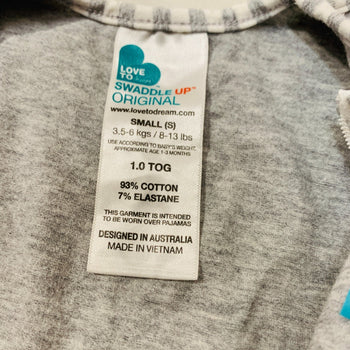 LOVE
TO
SWADDLE UP™
ORIGINAL
www.lovetodream.com
SMALL (S)
3.5-6 kgs / 8-13 lbs
USE ACCORDING TO BABY'S WEIGHT.
APPROXIMATE AGE 1-3 MONTHS
1.0 TOG
93% COTTON
7% ELASTANE
THIS GARMENT IS INTENDED
TO BE WORN OVER PAJAMAS
DESIGNED IN AUSTRALIA
MADE IN VIETNAM